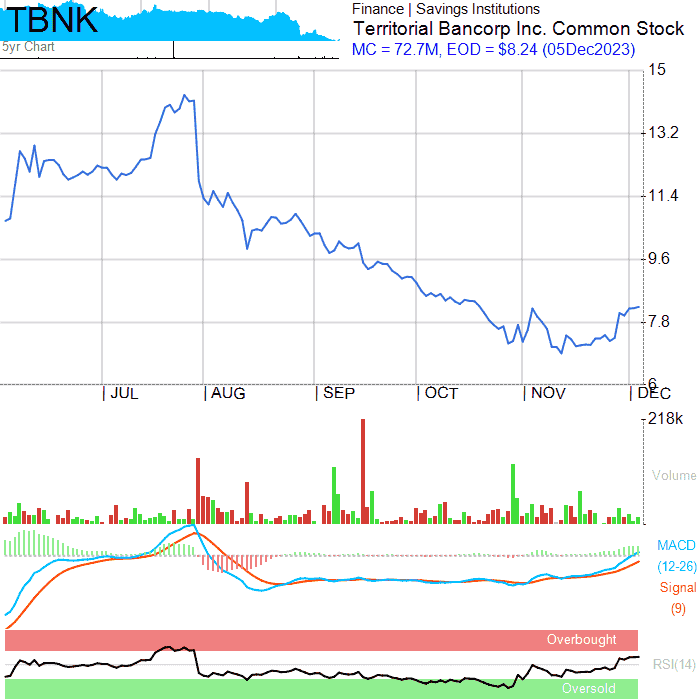 TBNK
5yr Chart
Finance | Savings Institutions
Territorial Bancorp Inc. Common Stock
MC = 72.7M, EOD = $8.24 (05Dec2023)
15
13.2
11.4
9.6
7.8
6
| JUL | AUG | SEP | OCT | NOV | DEC
218k
Volume
MACD
(12-26)
Signal
(9)
Overbought
RSI(14)
Oversold